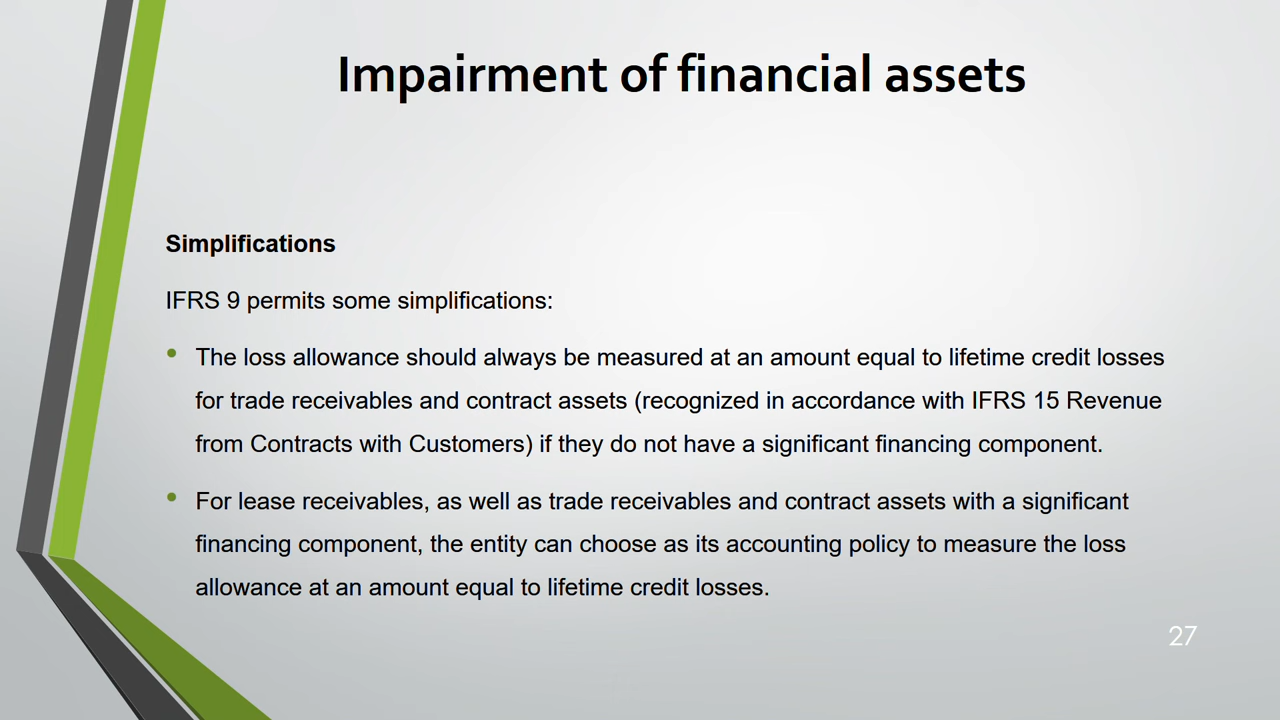 Impairment of financial assets
Simplifications
IFRS 9 permits some simplifications:
• The loss allowance should always be measured at an amount equal to lifetime credit losses
for trade receivables and contract assets (recognized in accordance with IFRS 15 Revenue
from Contracts with Customers) if they do not have a significant financing component.
• For lease receivables, as well as trade receivables and contract assets with a significant
financing component, the entity can choose as its accounting policy to measure the loss
allowance at an amount equal to lifetime credit losses.
27